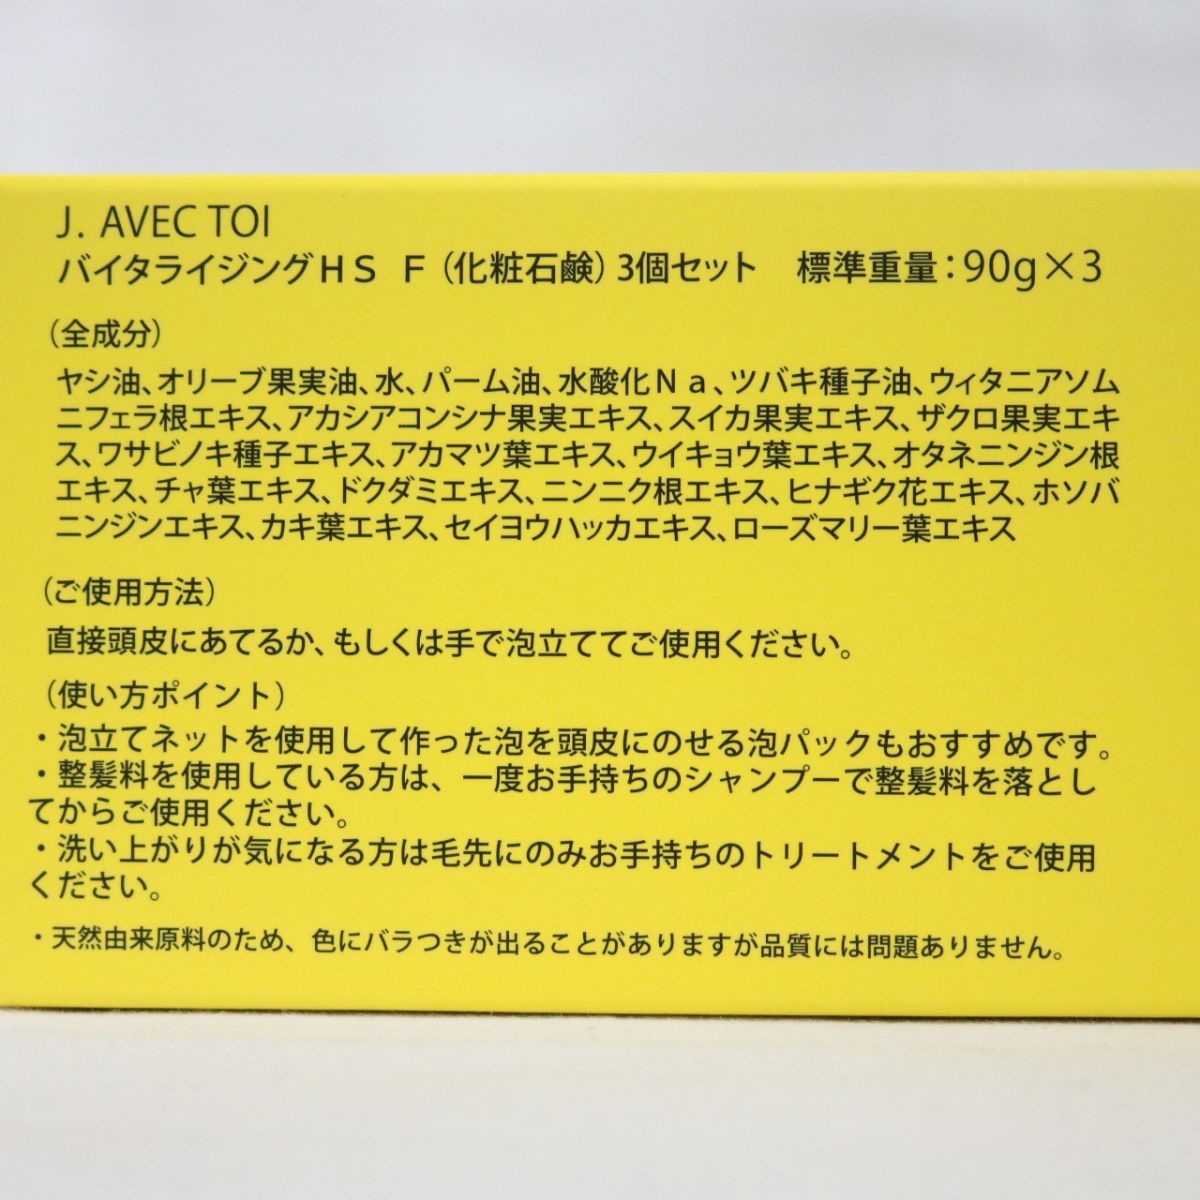 J. AVEC TOI
バイタライジングＨＳ Ｆ（化粧石鹸）3個セット 標準重量：90g×3
（全成分）
ヤシ油、オリーブ果実油、水、パーム油、水酸化Ｎａ、ツバキ種子油、ウィタニアソム
ニフェラ根エキス、アカシアコンシナ果実エキス、スイカ果実エキス、ザクロ果実エキ
ス、ワサビノキ種子エキス、アカマツ葉エキス、ウイキョウ葉エキス、オタネニンジン根
エキス、チャ葉エキス、ドクダミエキス、ニンニク根エキス、ヒナギク花エキス、ホソバ
ニンジンエキス、カキ葉エキス、セイヨウハッカエキス、ローズマリー葉エキス
（ご使用方法）
直接頭皮にあてるか、もしくは手で泡立ててご使用ください。
（使い方ポイント）
・泡立てネットを使用して作った泡を頭皮にのせる泡パックもおすすめです。
・整髪料を使用している方は、一度お手持ちのシャンプーで整髪料を落とし
てからご使用ください。
・洗い上がりが気になる方は毛先にのみお手持ちのトリートメントをご使用
ください。
・天然由来原料のため、色にバラつきが出ることがありますが品質には問題ありません。